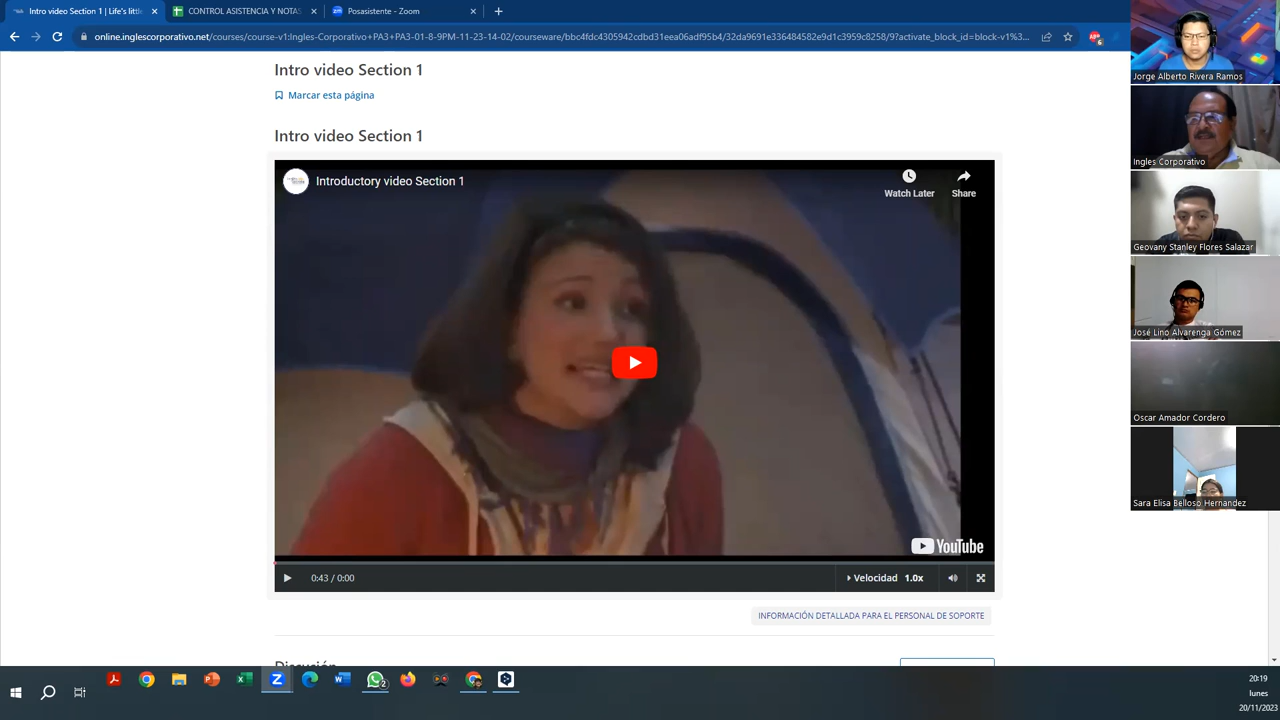 Intro video Section 1 | Life's littl
CONTROL ASISTENCIA Y NOTAS
Posasistente - Zoom
online.inglescorporativo.net/courses/course-v1:Ingles-Corporativo+PA3+PA3-01-8-9PM-11-23-14-02/courseware/bbc4fdc4305942cdbd31eea06adf95b4/32da9691e336484582e9d1c3959c8258/9?activate_block_id=block-v1%3...
Intro video Section 1
Marcar esta página
Intro video Section 1
Introductory video Section 1
Watch Later
Share
YouTube
0:43 / 0:00
Velocidad 1.0x
INFORMACIÓN DETALLADA PARA EL PERSONAL DE SOPORTE
Discusión
Jorge Alberto Rivera Ramos
Ingles Corporativo
Geovany Stanley Flores Salazar
José Lino Alvarenga Gómez
Oscar Amador Cordero
Sara Elisa Belloso Hernandez
20:19
lunes
20/11/2023